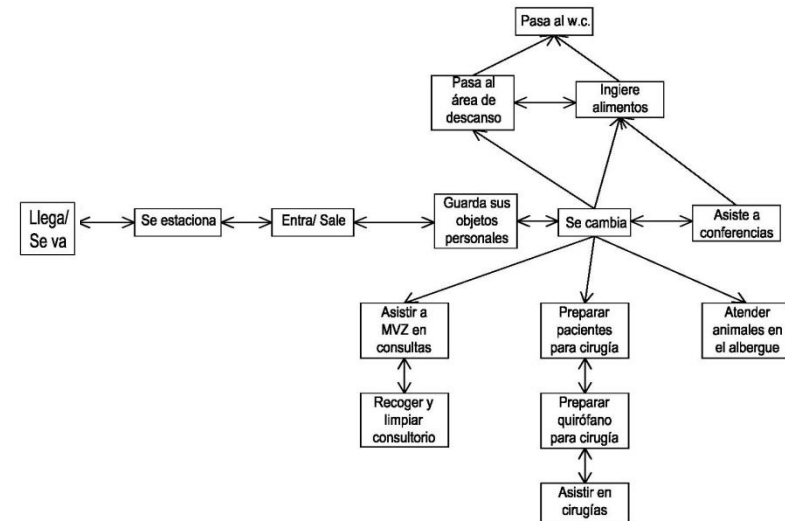 Pasa al w.c.
Pasa al
área de
descanso
Ingiere
alimentos
Llega/
Se va
Se estaciona
Entra/ Sale
Guarda sus
objetos
personales
Se cambia
Asiste a
conferencias
Asistir a
MVZ en
consultas
Preparar
pacientes
para cirugía
Atender
animales en
el albergue
Recoger y
limpiar
consultorio
Preparar
quirófano
para cirugía
Asistir en
cirugías